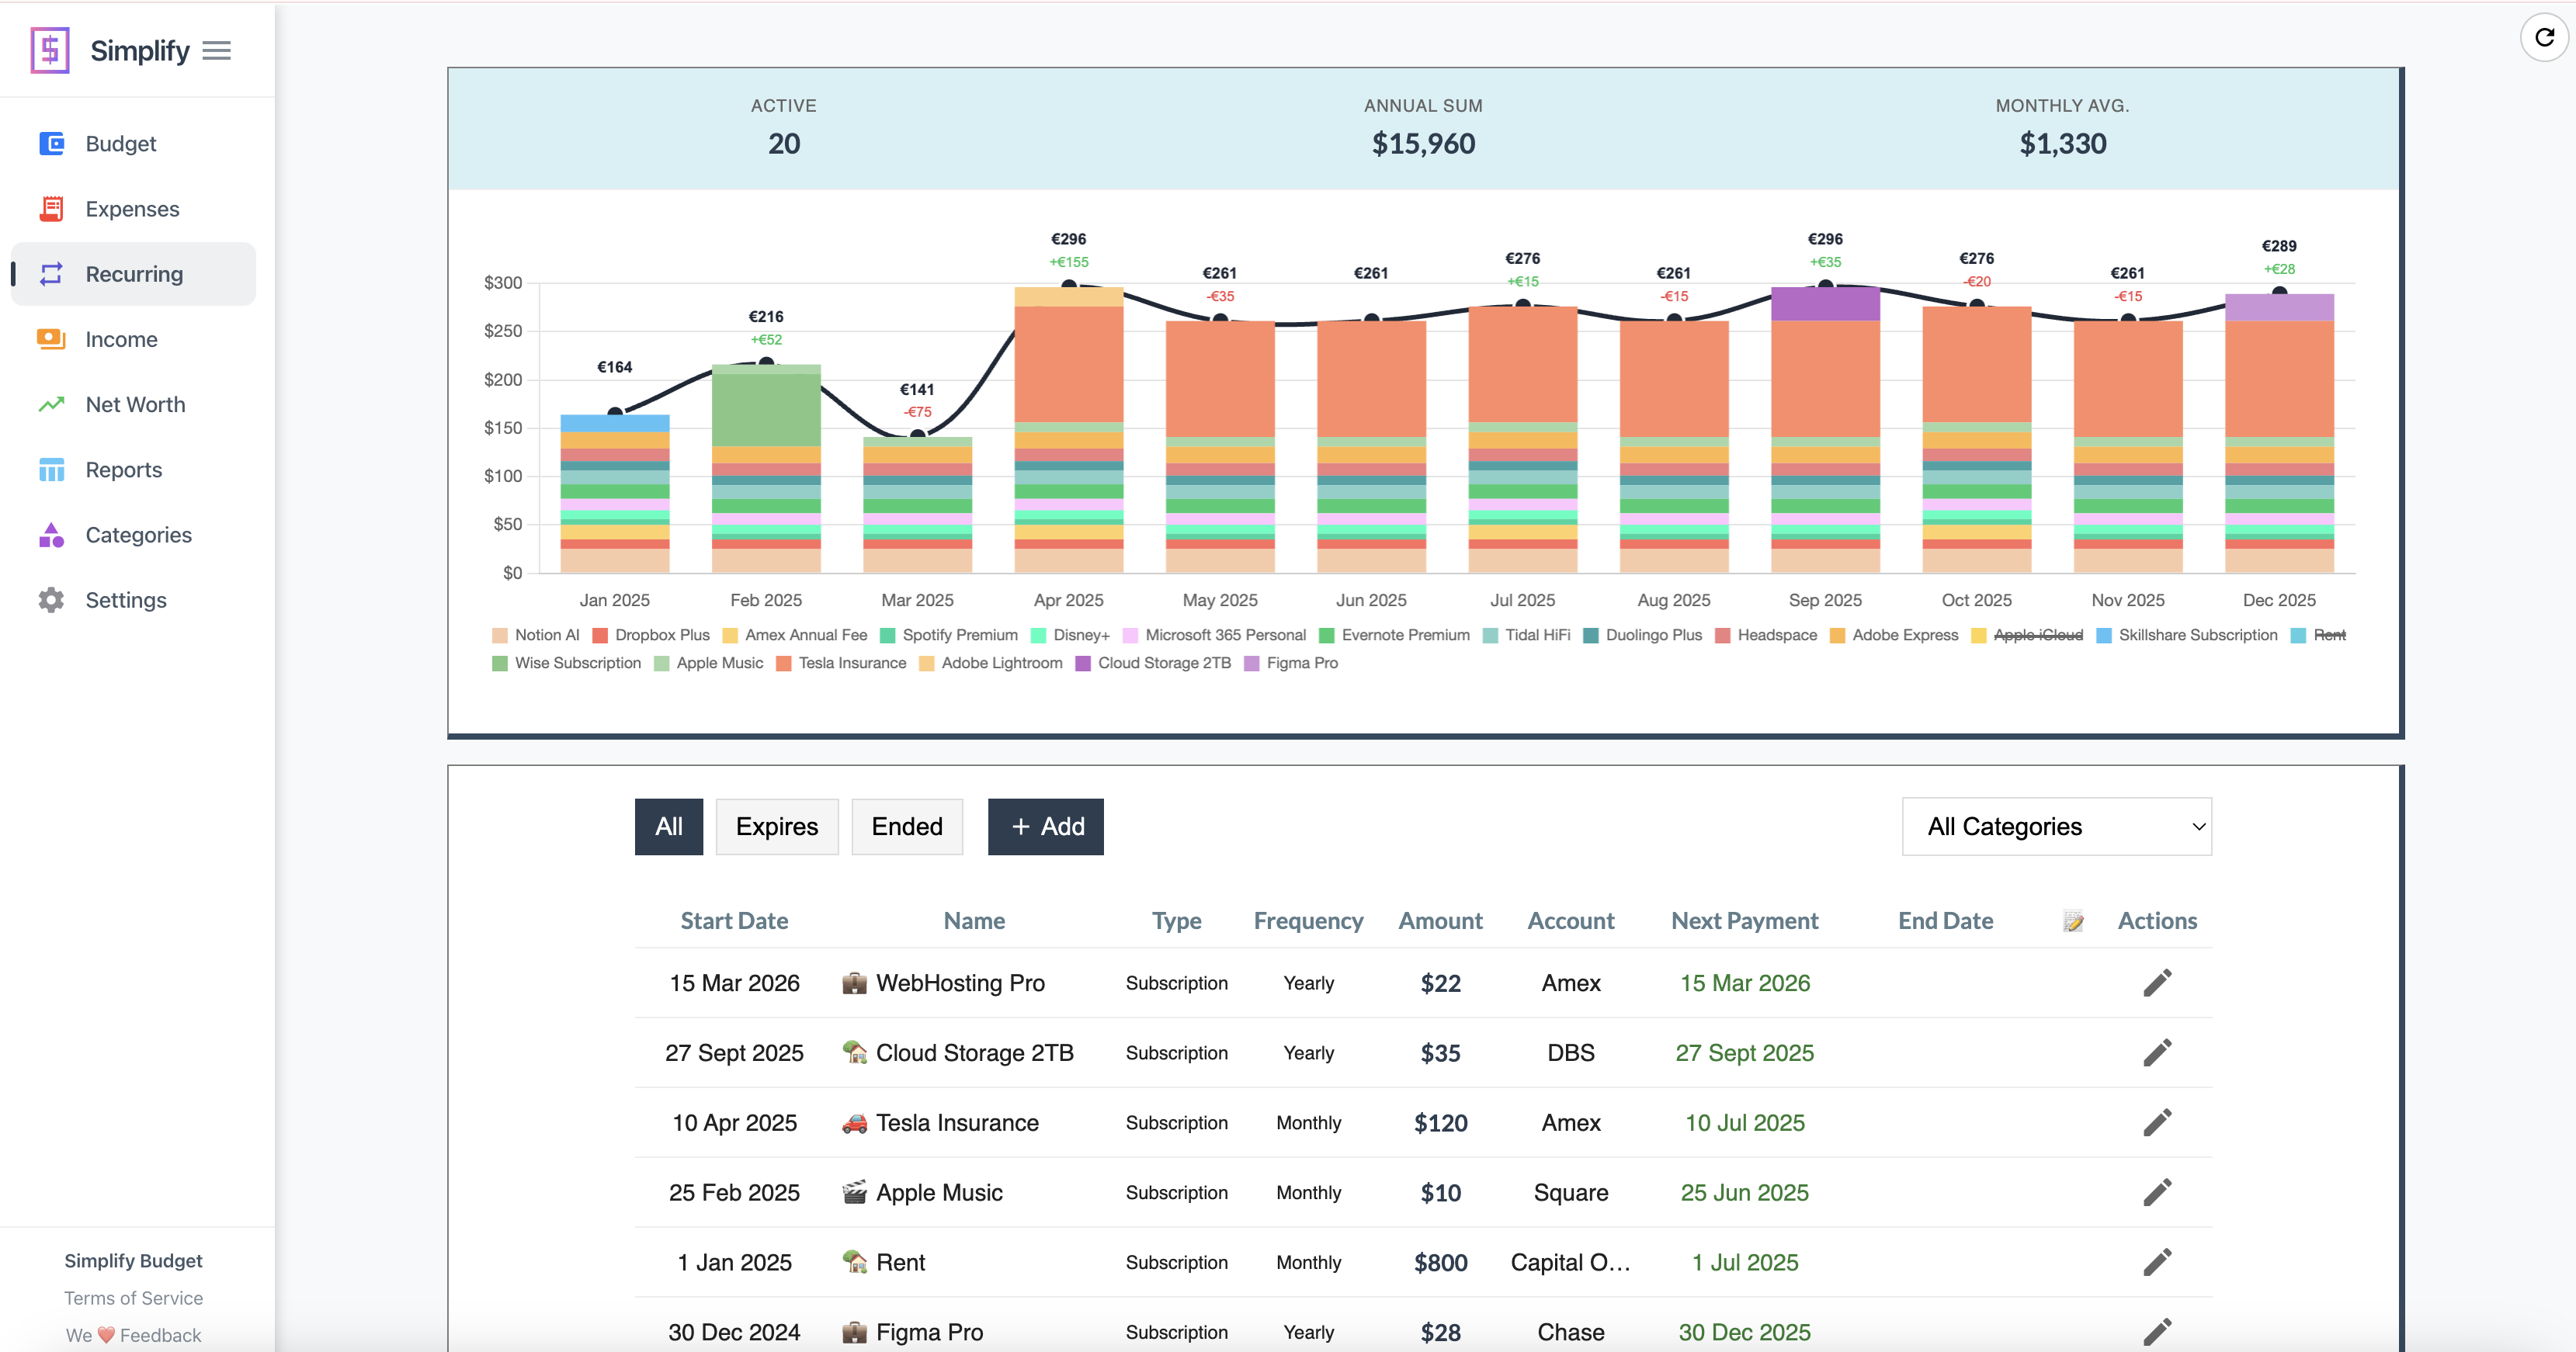 Simplify
Budget
Expenses
Recurring
Income
Net Worth
Reports
Categories
Settings
Simplify Budget
Terms of Service
We ❤️ Feedback
ACTIVE
20
ANNUAL SUM
$15,960
MONTHLY AVG.
$1,330
$300
$250
$200
$150
$100
$50
$0
€164
€216
+€52
€141
-€75
€296
+€155
€261
-€35
€261
€276
+€15
€261
-€15
€296
+€35
€276
-€20
€261
-€15
€289
+€28
Jan 2025 Feb 2025 Mar 2025 Apr 2025 May 2025 Jun 2025 Jul 2025 Aug 2025 Sep 2025 Oct 2025 Nov 2025 Dec 2025
Notion AI Dropbox Plus Amex Annual Fee Spotify Premium Disney+ Microsoft 365 Personal Evernote Premium Tidal HiFi Duolingo Plus Headspace Adobe Express Apple iCloud Skillshare Subscription Rent
Wise Subscription Apple Music Tesla Insurance Adobe Lightroom Cloud Storage 2TB Figma Pro
All Expires Ended + Add All Categories
Start Date Name Type Frequency Amount Account Next Payment End Date 📝 Actions
15 Mar 2026 💼 WebHosting Pro Subscription Yearly $22 Amex 15 Mar 2026
27 Sept 2025 🏡 Cloud Storage 2TB Subscription Yearly $35 DBS 27 Sept 2025
10 Apr 2025 🚗 Tesla Insurance Subscription Monthly $120 Amex 10 Jul 2025
25 Feb 2025 🎬 Apple Music Subscription Monthly $10 Square 25 Jun 2025
1 Jan 2025 🏡 Rent Subscription Monthly $800 Capital O... 1 Jul 2025
30 Dec 2024 💼 Figma Pro Subscription Yearly $28 Chase 30 Dec 2025